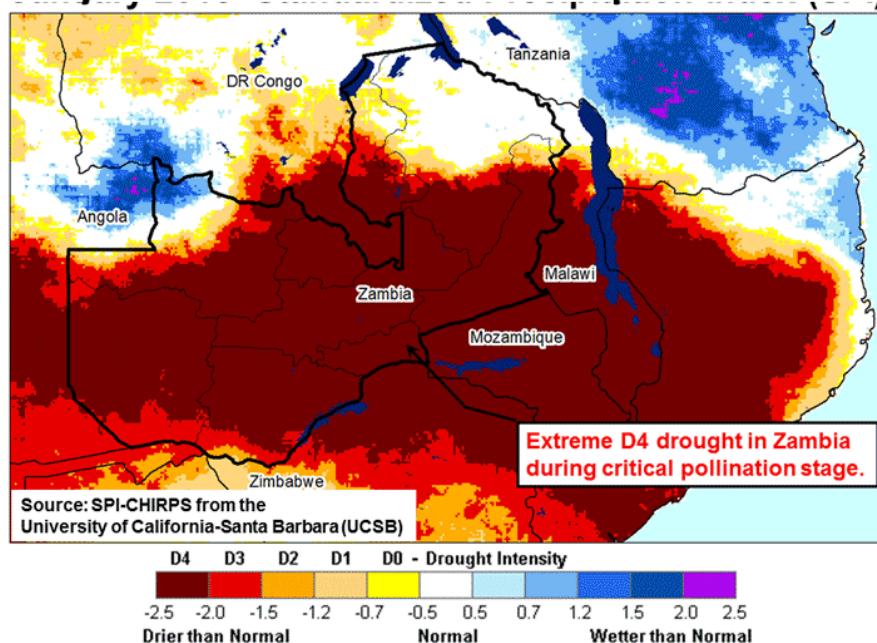 Tanzania
DR Congo
Angola
Malawi
Zambia
Mozambique
Extreme D4 drought in Zambia
during critical pollination stage.
Zimbabwe
Source: SPI-CHIRPS from the
University of California-Santa Barbara (UCSB)
D4 D3 D2 D1 D0 - Drought Intensity
-2.5 -2.0 -1.5 -1.2 -0.7 -0.5 0.5 0.7 1.2 1.5 2.0 2.5
Drier than Normal Normal Wetter than Normal